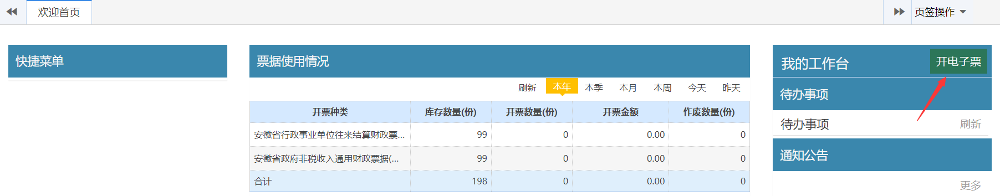 欢迎首页
页签操作
快捷菜单
票据使用情况
刷新 本年 本季 本月 本周 今天 昨天
开票种类 库存数量(份) 开票数量(份) 开票金额 作废数量(份)
安徽省行政事业单位往来结算财政票... 99 0 0.00 0
安徽省政府非税收入通用财政票据(... 99 0 0.00 0
合计 198 0 0.00 0
我的工作台 开电子票
待办事项
待办事项 刷新
通知公告
更多